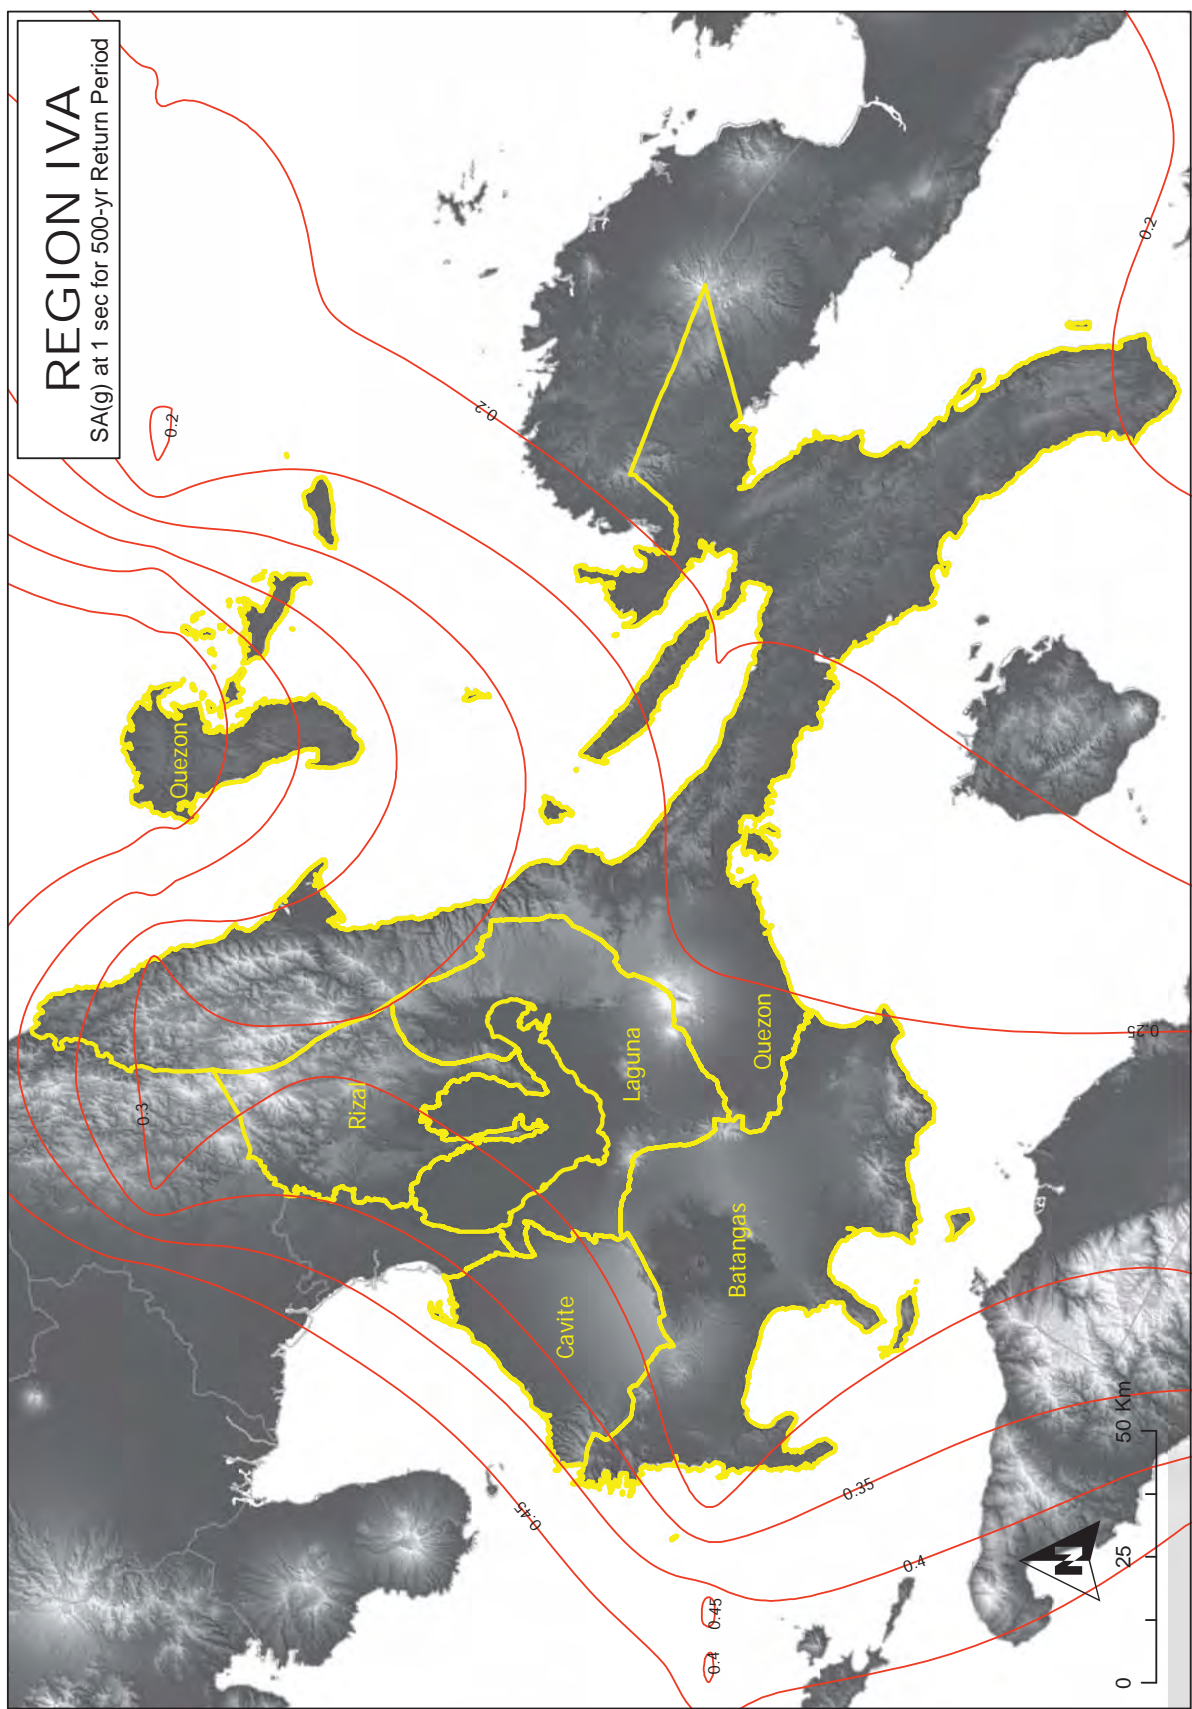 REGION IVA
SA(g) at 1 sec for 500-yr Return Period
0.2
0.2
0.2
Quezon
0.3
Rizal
Laguna
Quezon
0.25
Cavite
Batangas
0.45
0.35
0.4
0.45
0.4
N
0 25 50 Km